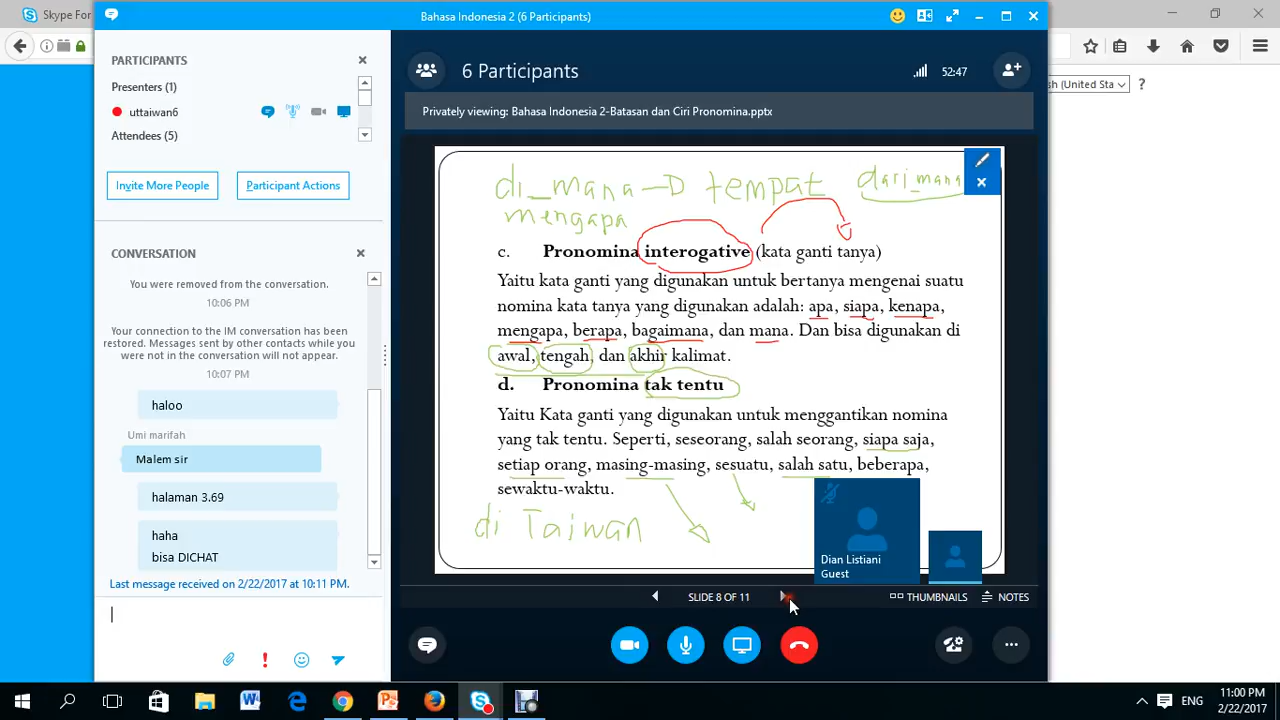 Skype For
Bahasa Indonesia 2 (6 Participants)
PARTICIPANTS
Presenters (1)
uttaiwan6
Attendees (5)
Invite More People
Participant Actions
CONVERSATION
You were removed from the conversation.
10:06 PM
Your connection to the IM conversation has been
restored. Messages sent by other contacts while you
were not in the conversation will not appear.
10:07 PM
haloo
Umi marifah
Malem sir
halaman 3.69
haha
bisa DICHAT
Last message received on 2/22/2017 at 10:11 PM.
6 Participants
52:47
Privately viewing: Bahasa Indonesia 2-Batasan dan Ciri Pronomina.pptx
sh (United Sta
?
di_mana tempat dari_mana
mengapa
c. Pronomina interogative (kata ganti tanya)
Yaitu kata ganti yang digunakan untuk bertanya mengenai suatu
nomina kata tanya yang digunakan adalah: apa, siapa, kenapa,
mengapa, berapa, bagaimana, dan mana. Dan bisa digunakan di
awal, tengah, dan akhir kalimat.
d. Pronomina tak tentu
Yaitu Kata ganti yang digunakan untuk menggantikan nomina
yang tak tentu. Seperti, seseorang, salah seorang, siapa saja,
setiap orang, masing-masing, sesuatu, salah satu, beberapa,
sewaktu-waktu.
di Taiwan
Dian Listiani
Guest
SLIDE 8 OF 11
THUMBNAILS
NOTES
ENG
11:00 PM
2/22/2017